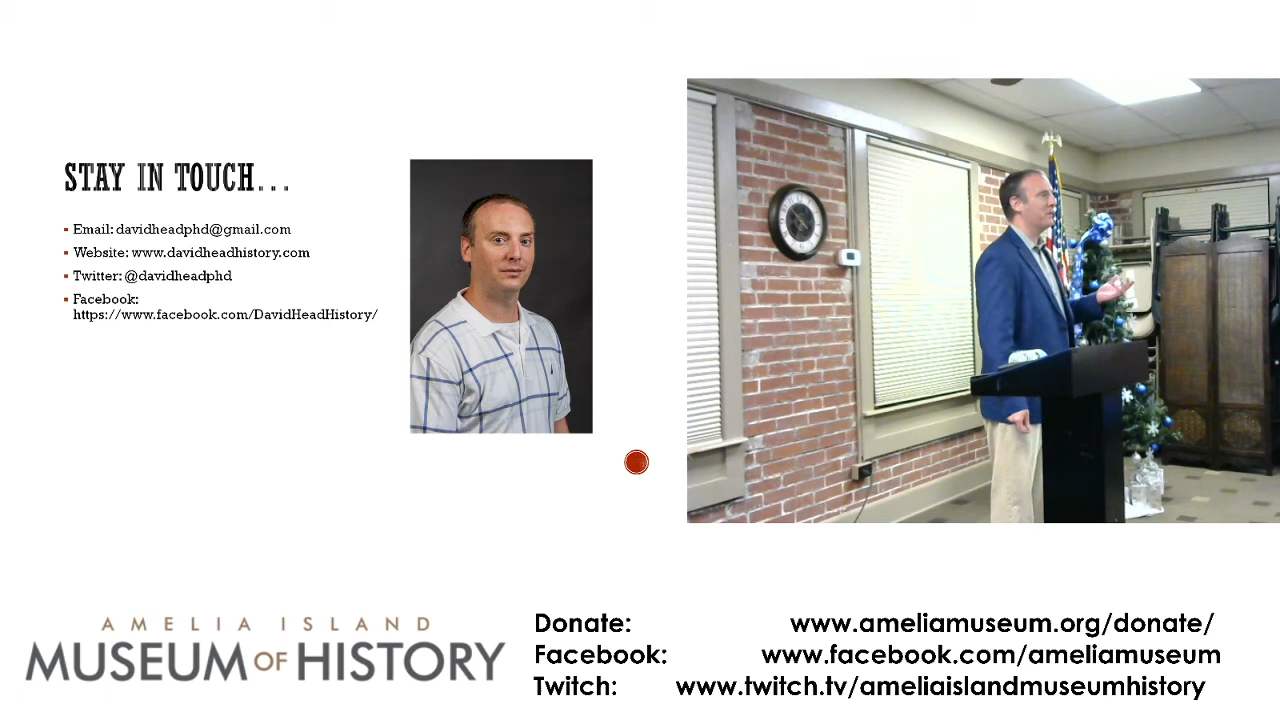 STAY IN TOUCH...
Email: davidheadphd@gmail.com
Website: www.davidheadhistory.com
Twitter: @davidheadphd
Facebook:
https://www.facebook.com/DavidHeadHistory/
AMELIA ISLAND
MUSEUM OF HISTORY
Donate: www.ameliamuseum.org/donate/
Facebook: www.facebook.com/ameliamuseum
Twitch: www.twitch.tv/ameliaislandmuseumhistory